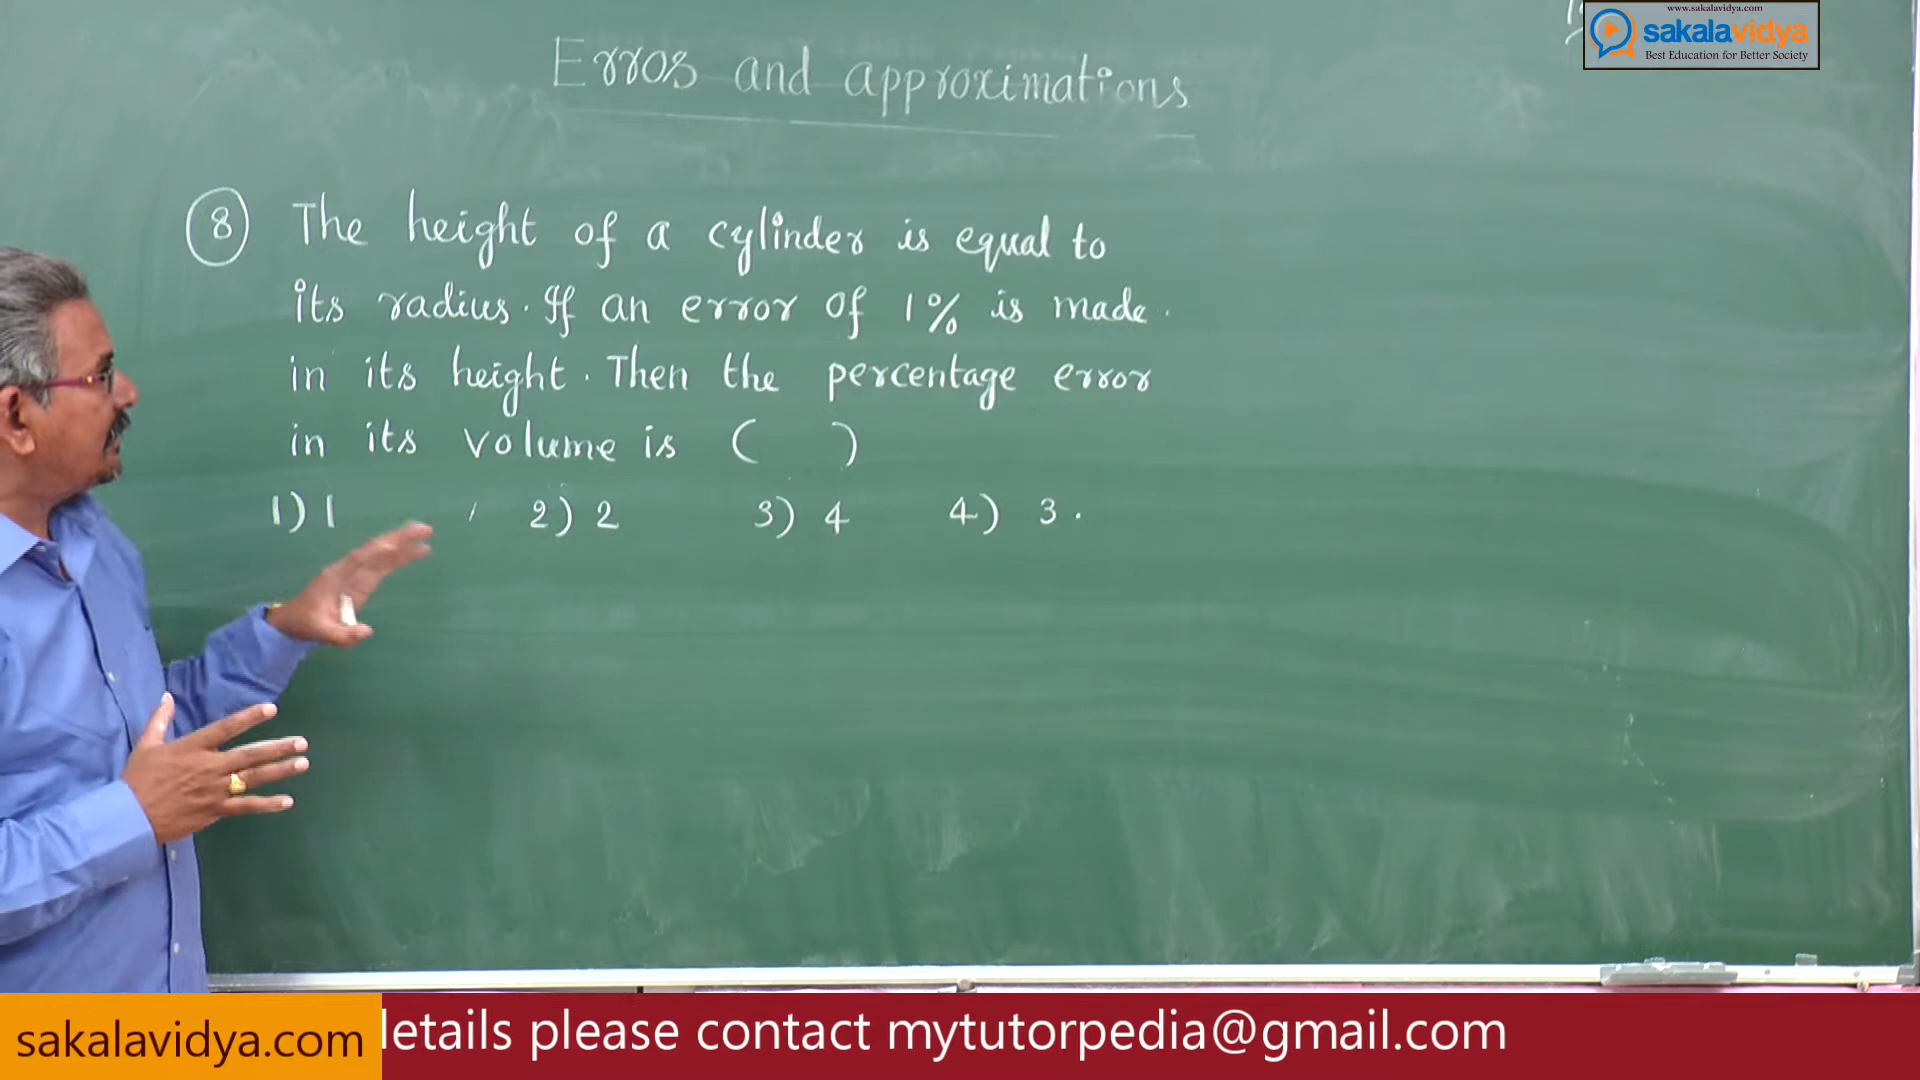 www.sakalavidya.com
sakalavidya
Best Education for Better Society
Erros and approximations
8 The height of a cylinder is equal to
its radius. If an error of 1% is made.
in its height. Then the percentage error
in its volume is ( )
1) 1 2) 2 3) 4 4) 3.
sakalavidya.com
details please contact mytutorpedia@gmail.com